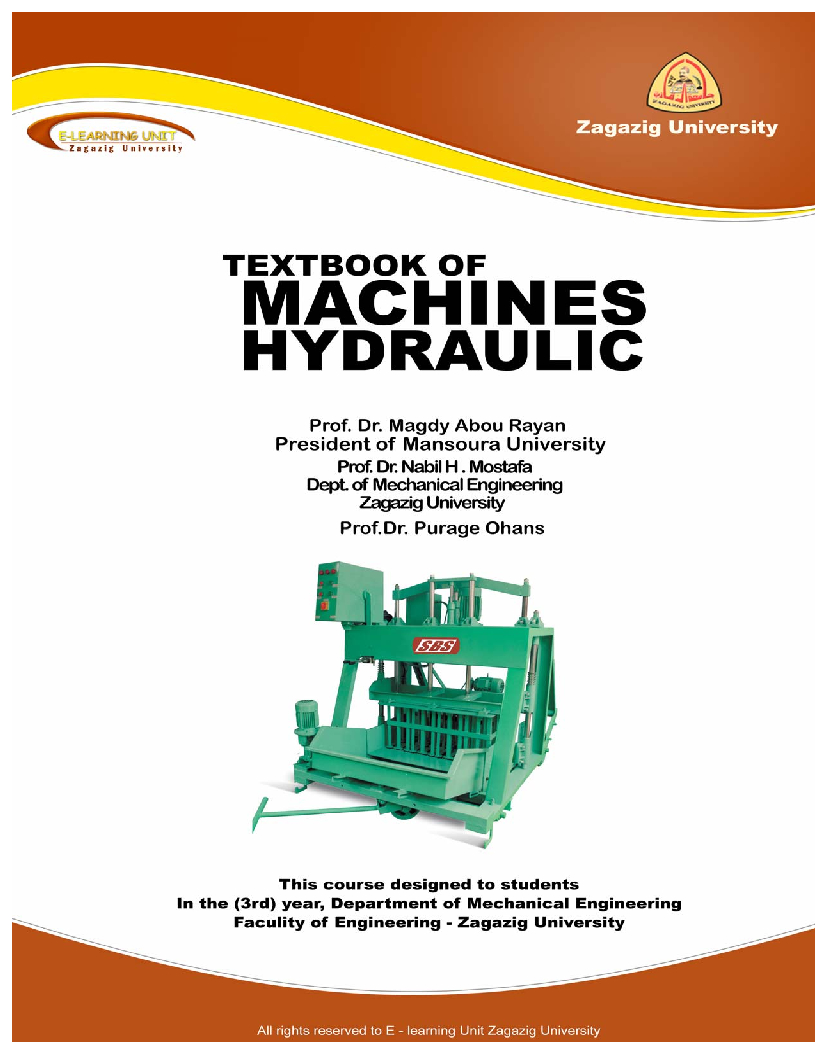 Zagazig University
E-LEARNING UNIT
Zagazig University
TEXTBOOK OF
MACHINES
HYDRAULIC
Prof. Dr. Magdy Abou Rayan
President of Mansoura University
Prof. Dr. Nabil H . Mostafa
Dept. of Mechanical Engineering
Zagazig University
Prof.Dr. Purage Ohans
SBS
This course designed to students
In the (3rd) year, Department of Mechanical Engineering
Faculity of Engineering - Zagazig University
All rights reserved to E - learning Unit Zagazig University